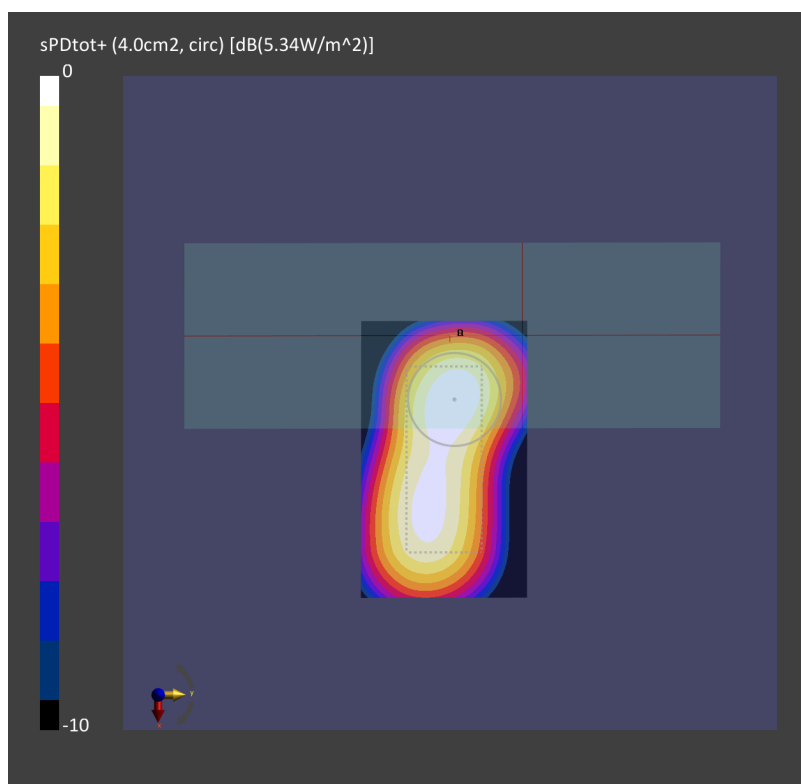 sPDtot+ (4.0cm2, circ) [dB(5.34W/m^2)]
0
n
-10
y